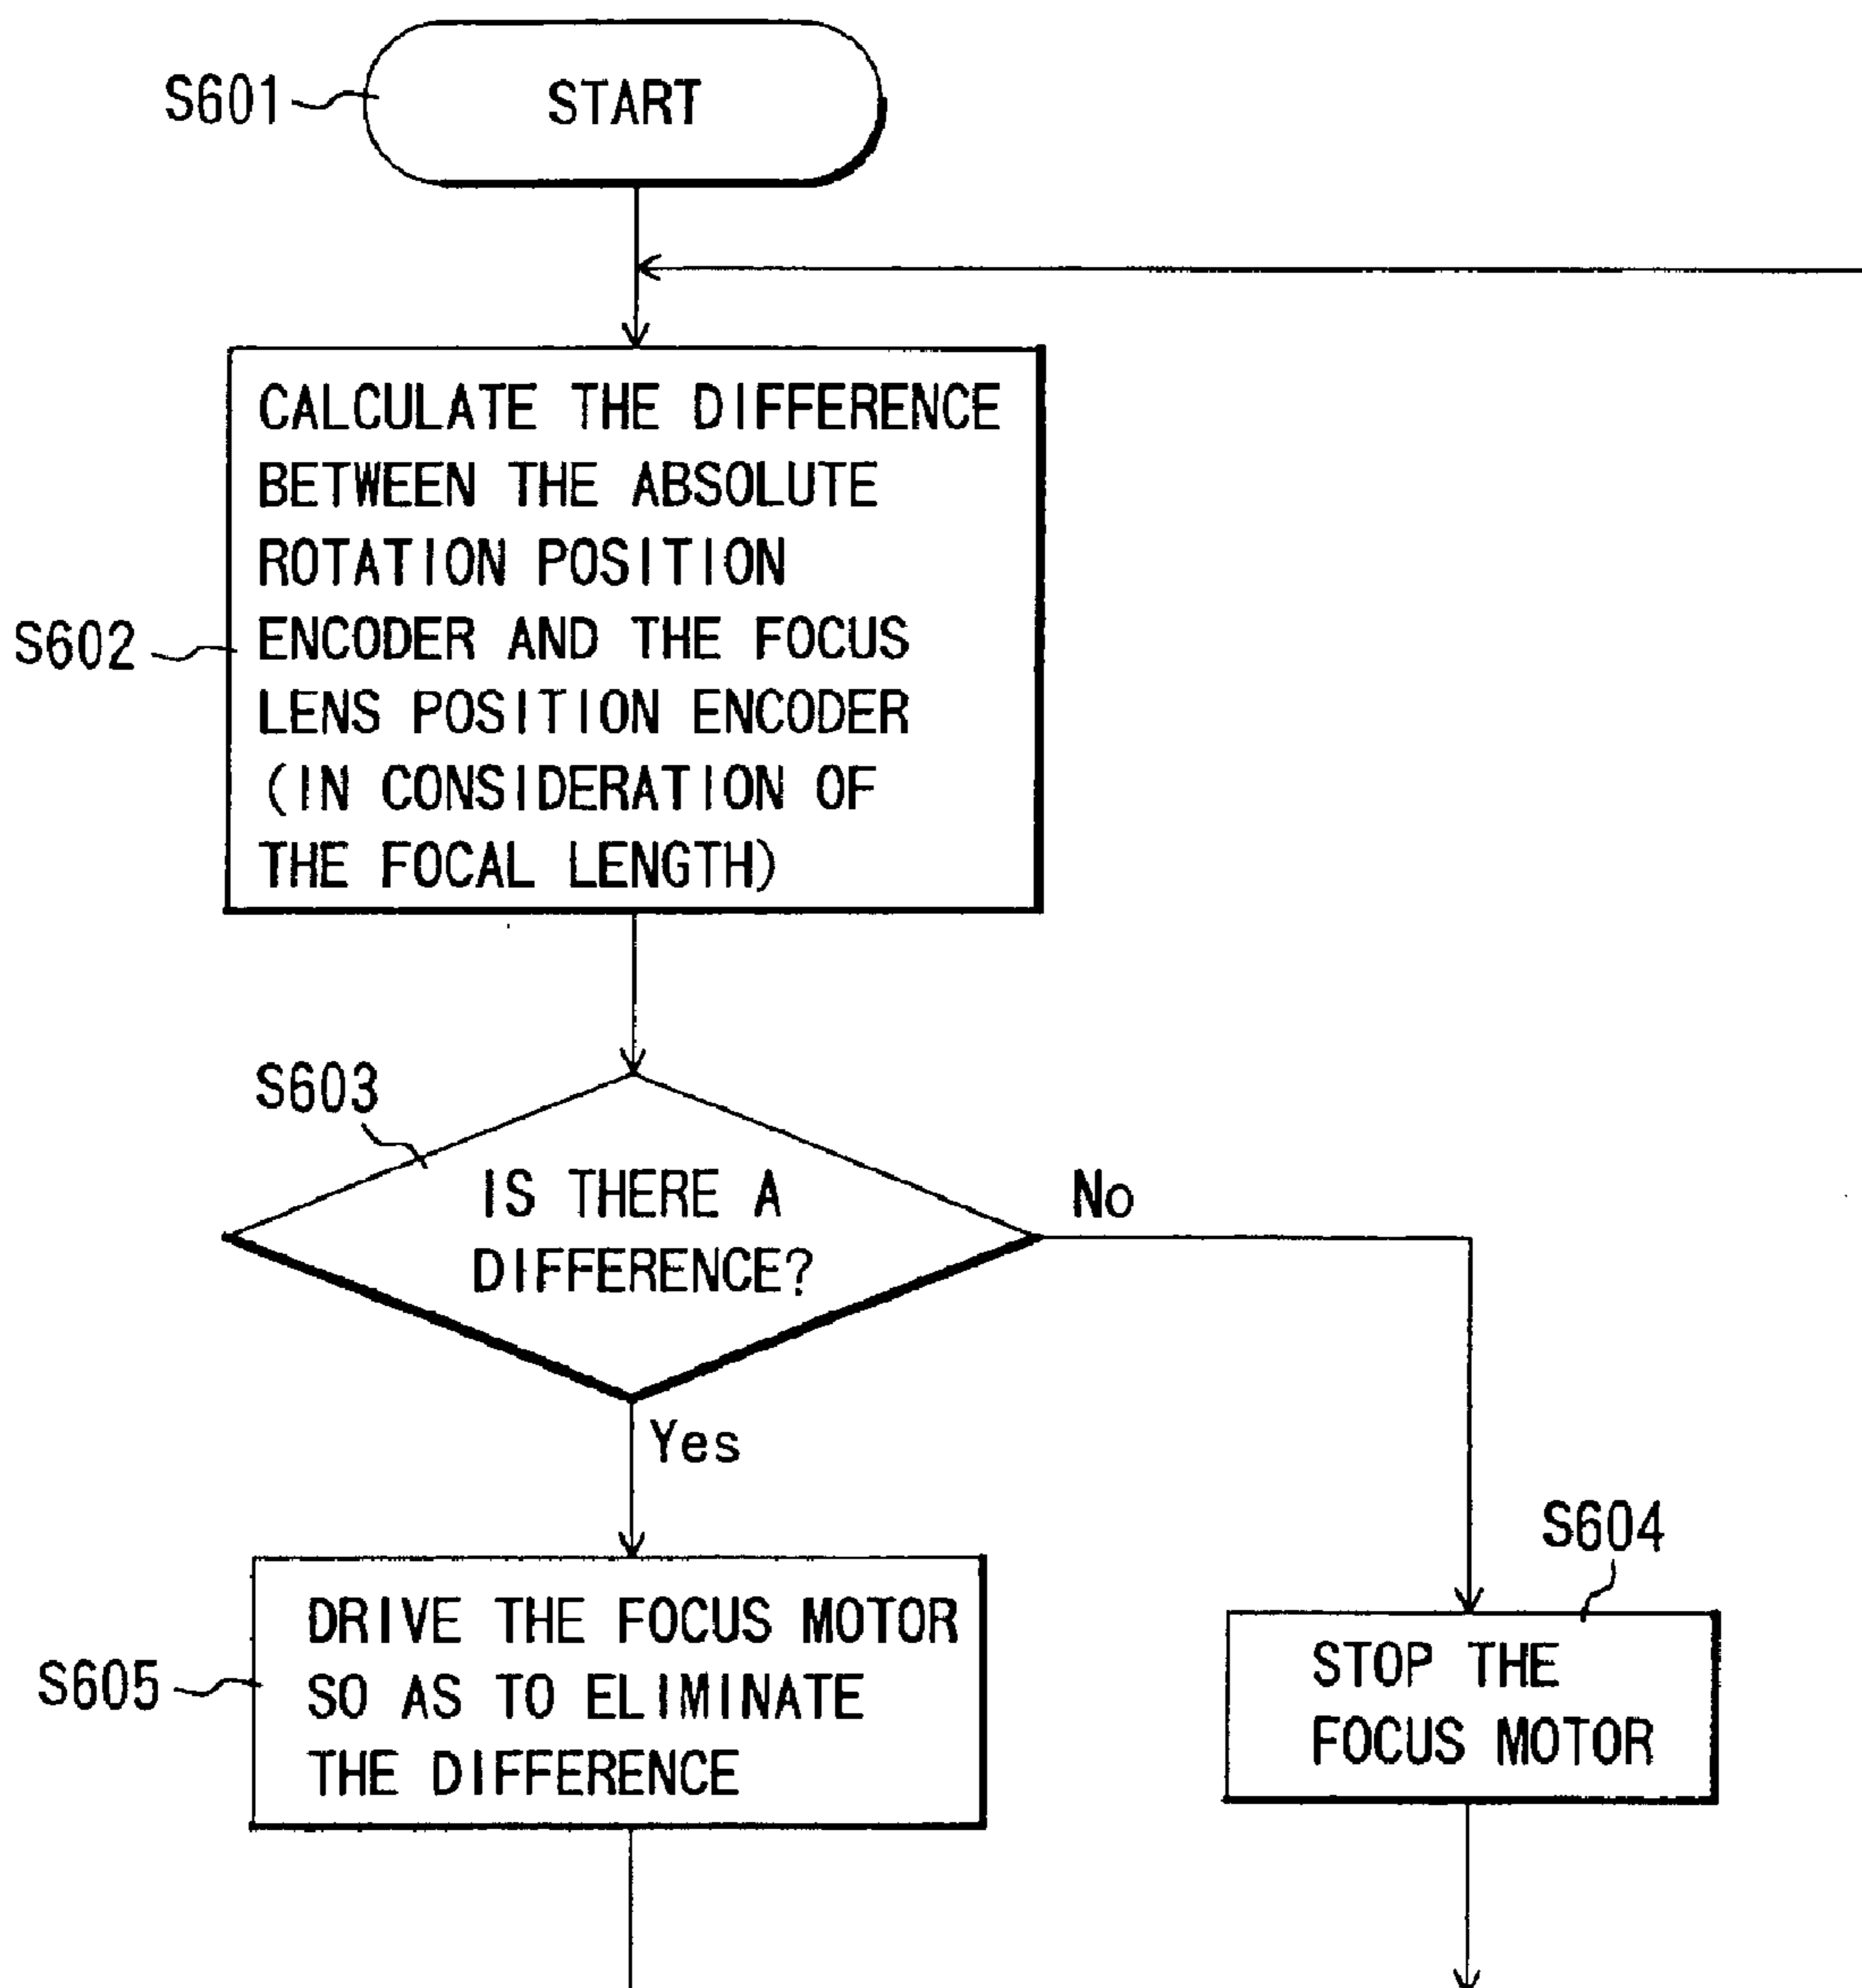 S601
START
S602
CALCULATE THE DIFFERENCE
BETWEEN THE ABSOLUTE
ROTATION POSITION
ENCODER AND THE FOCUS
LENS POSITION ENCODER
(IN CONSIDERATION OF
THE FOCAL LENGTH)
S603
IS THERE A
DIFFERENCE?
No
Yes
S604
STOP THE
FOCUS MOTOR
S605
DRIVE THE FOCUS MOTOR
SO AS TO ELIMINATE
THE DIFFERENCE